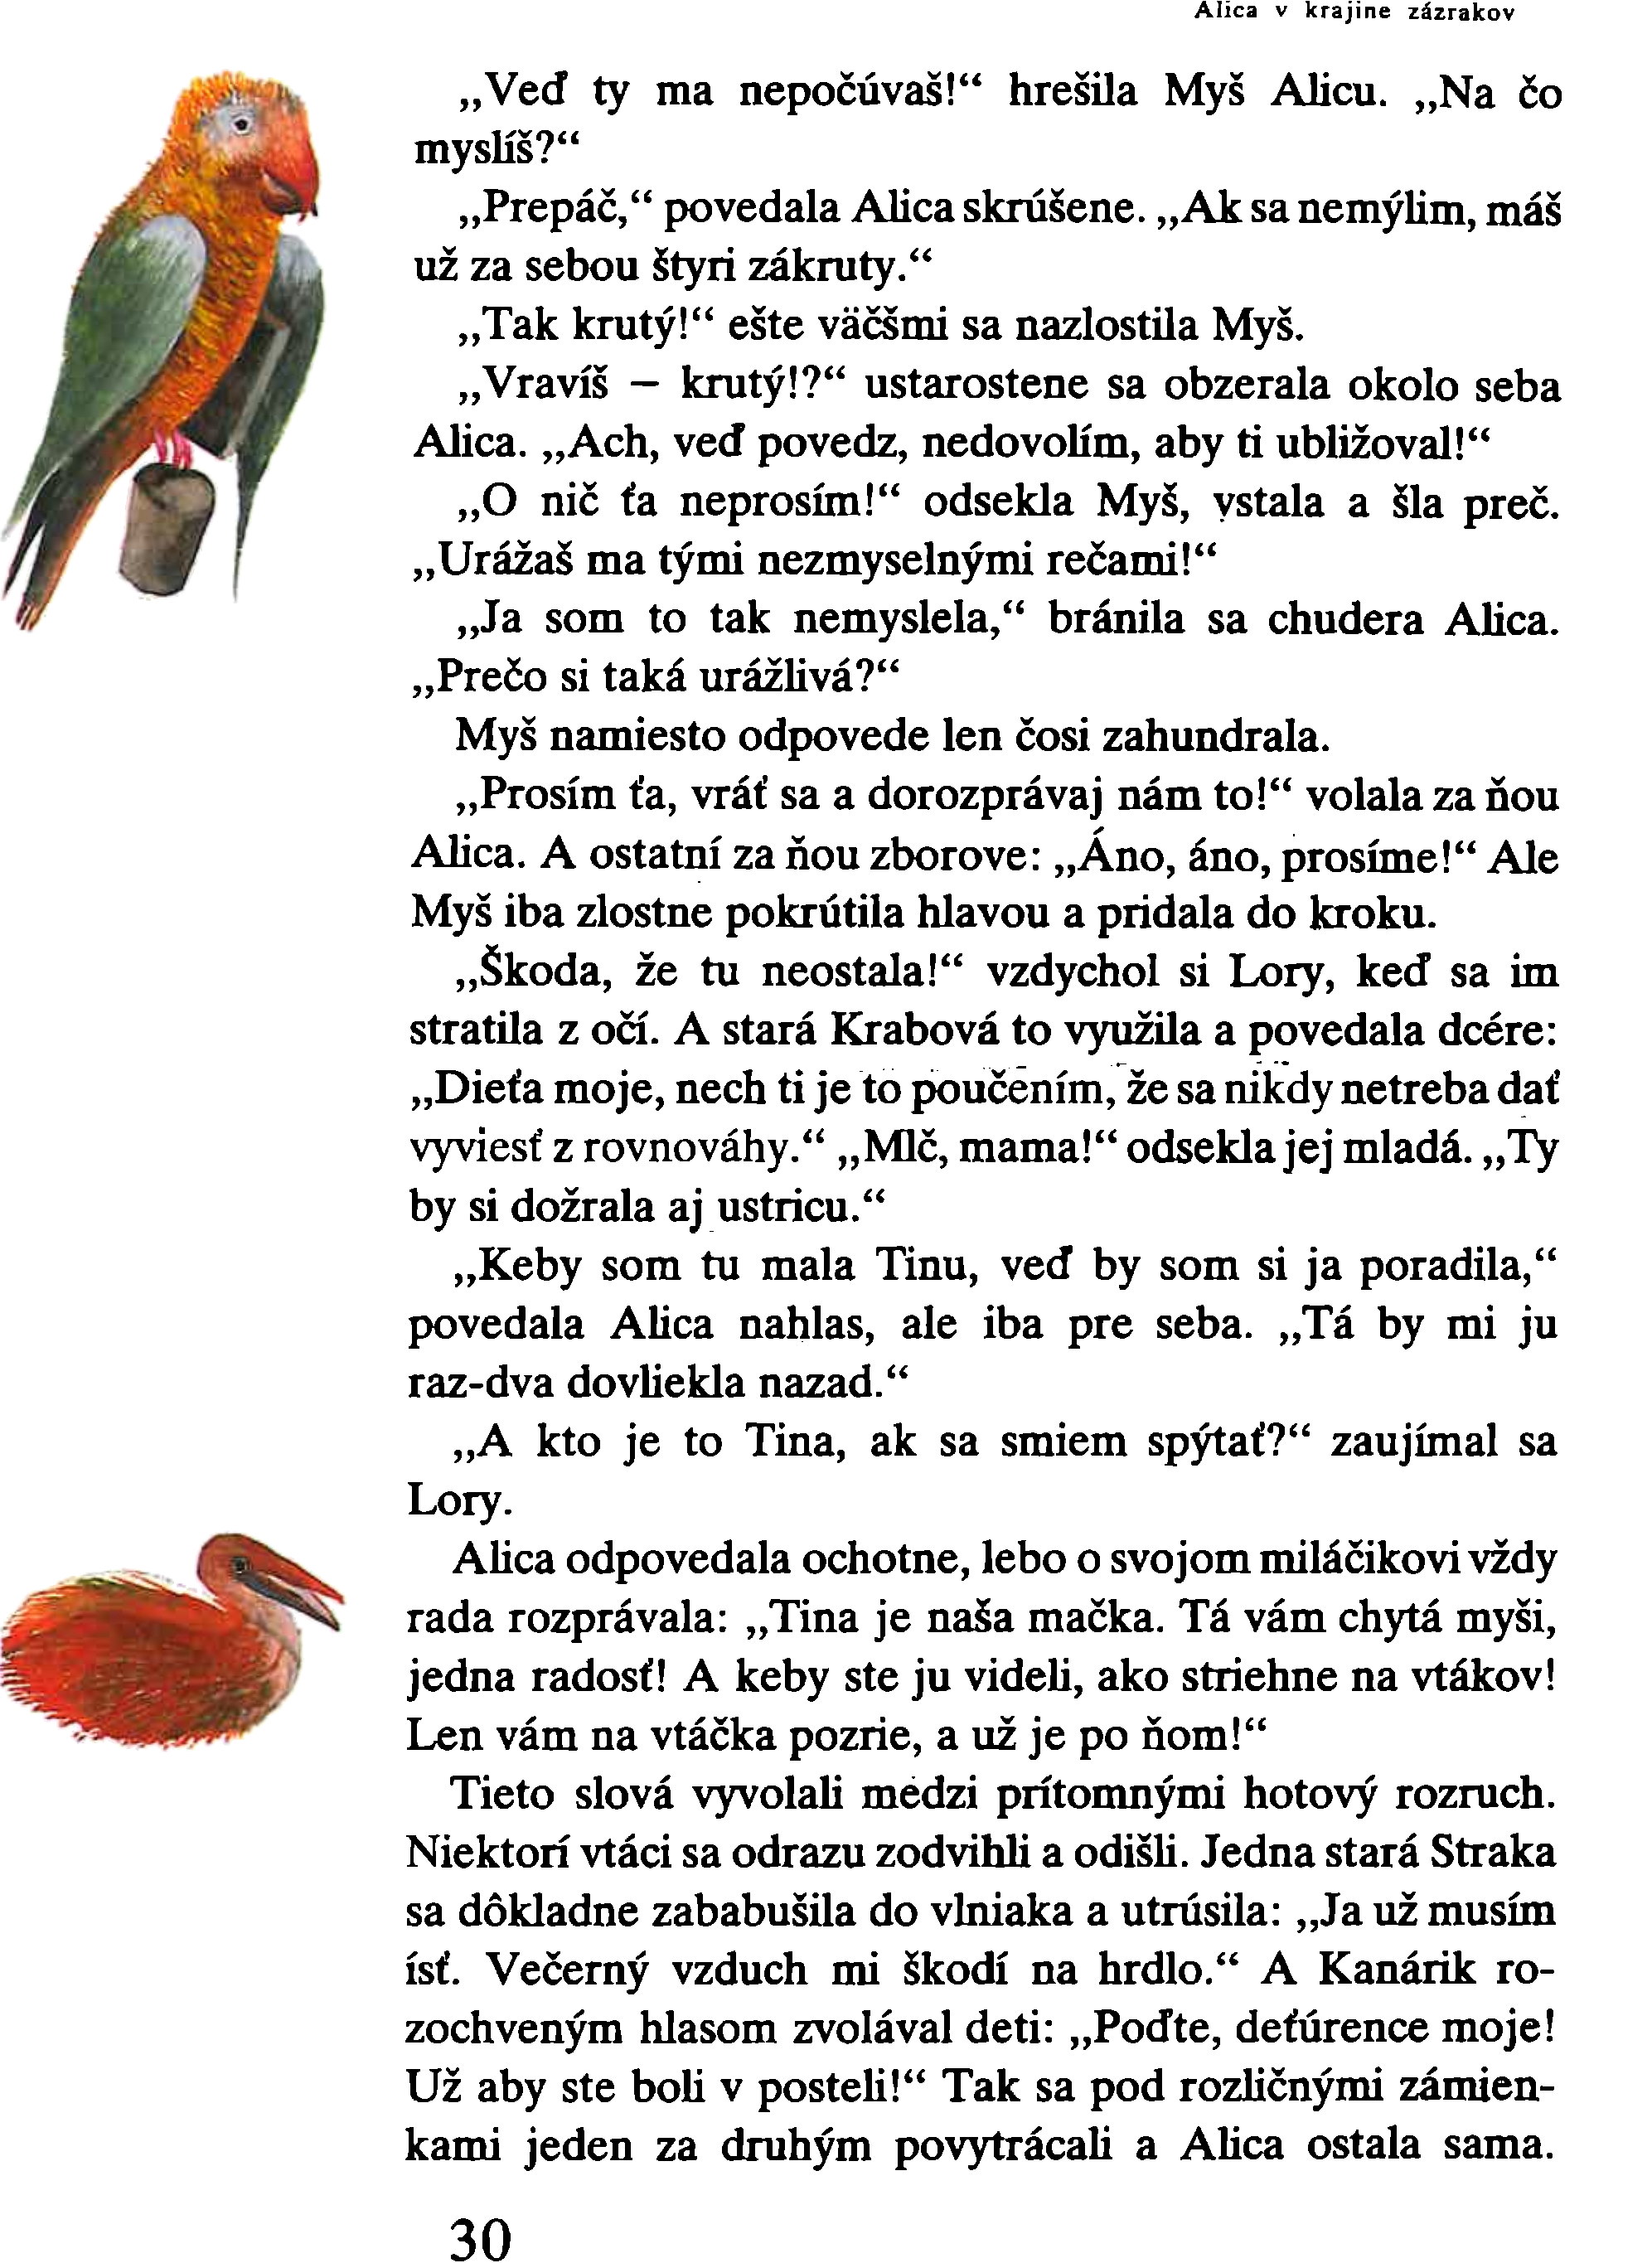 Alica v krajine zázrakov
„Veď ty ma nepočúvaš!“ hrešila Myš Alicu. „Na čo
myslíš?“
„Prepáč,“ povedala Alica skrúšene. „Ak sa nemýlim, máš
už za sebou štyri zákruty.“
„Tak krutý!“ ešte väčšmi sa nazlostila Myš.
„Vravíš – krutý!?“ ustarostene sa obzerala okolo seba
Alica. „Ach, veď povedz, nedovolím, aby ti ubližoval!“
„O nič ťa neprosím!“ odsekla Myš, vstala a šla preč.
„Urážaš ma tými nezmyselnými rečami!“
„Ja som to tak nemyslela,“ bránila sa chudera Alica.
„Prečo si taká urážlivá?“
Myš namiesto odpovede len čosi zahundrala.
„Prosím ťa, vráť sa a dorozprávaj nám to!“ volala za ňou
Alica. A ostatní za ňou zborove: „Áno, áno, prosíme!“ Ale
Myš iba zlostne pokrútila hlavou a pridala do kroku.
„Škoda, že tu neostala!“ vzdychol si Lory, keď sa im
stratila z očí. A stará Krabová to využila a povedala dcére:
„Dieťa moje, nech ti je to poučením, že sa nikdy netreba dať
vyviesť z rovnováhy.“ „Mlč, mama!“ odsekla jej mladá. „Ty
by si dožrala aj ustricu.“
„Keby som tu mala Tinu, veď by som si ja poradila,“
povedala Alica nahlas, ale iba pre seba. „Tá by mi ju
raz-dva dovliekla nazad.“
„A kto je to Tina, ak sa smiem spýtať?“ zaujímal sa
Lory.
Alica odpovedala ochotne, lebo o svojom miláčikovi vždy
rada rozprávala: „Tina je naša mačka. Tá vám chytá myši,
jedna radosť! A keby ste ju videli, ako striehne na vtákov!
Len vám na vtáčka pozrie, a už je po ňom!“
Tieto slová vyvolali medzi prítomnými hotový rozruch.
Niektorí vtáci sa odrazu zodvihli a odišli. Jedna stará Straka
sa dôkladne zababušila do vlniaka a utrúsila: „Ja už musím
ísť. Večerný vzduch mi škodí na hrdlo.“ A Kanárik ro-
zochveným hlasom zvolával deti: „Poďte, deťúrence moje!
Už aby ste boli v posteli!“ Tak sa pod rozličnými zámien-
kami jeden za druhým povytrácali a Alica ostala sama.
30